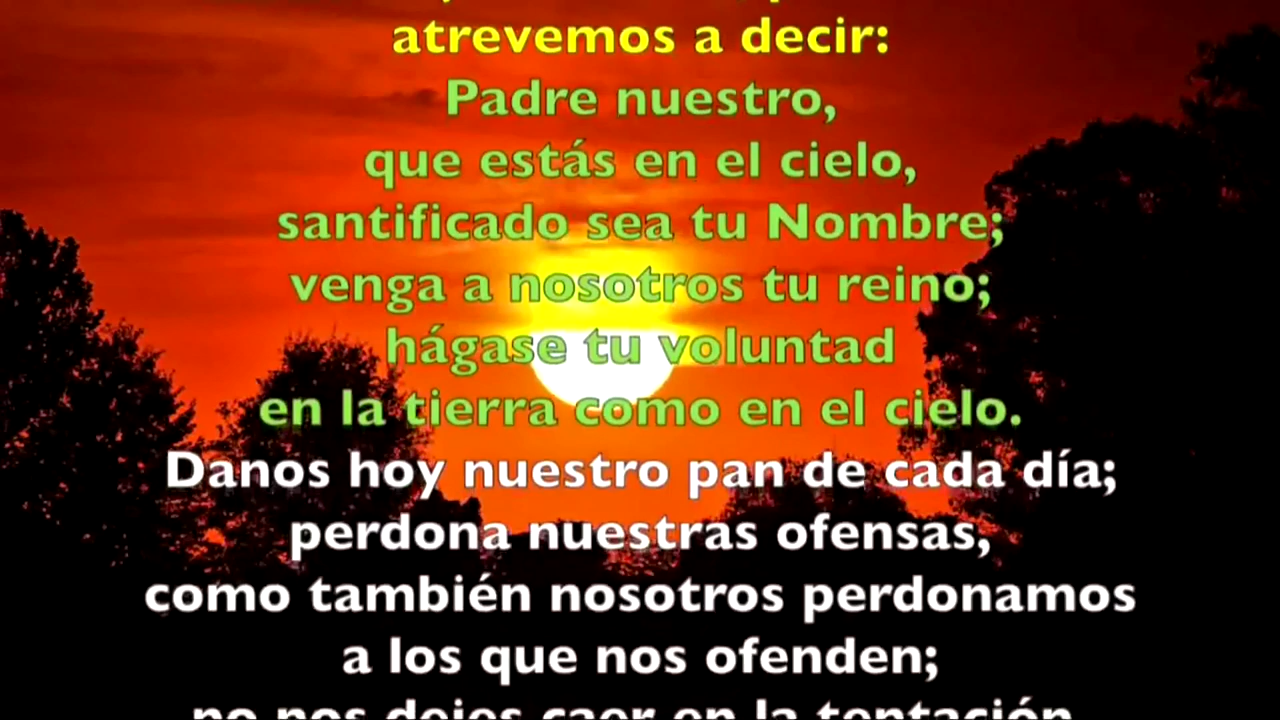 atrevemos a decir:
Padre nuestro,
que estás en el cielo,
santificado sea tu Nombre;
venga a nosotros tu reino;
hágase tu voluntad
en la tierra como en el cielo.
Danos hoy nuestro pan de cada día;
perdona nuestras ofensas,
como también nosotros perdonamos
a los que nos ofenden;
no nos dejes caer en la tentación